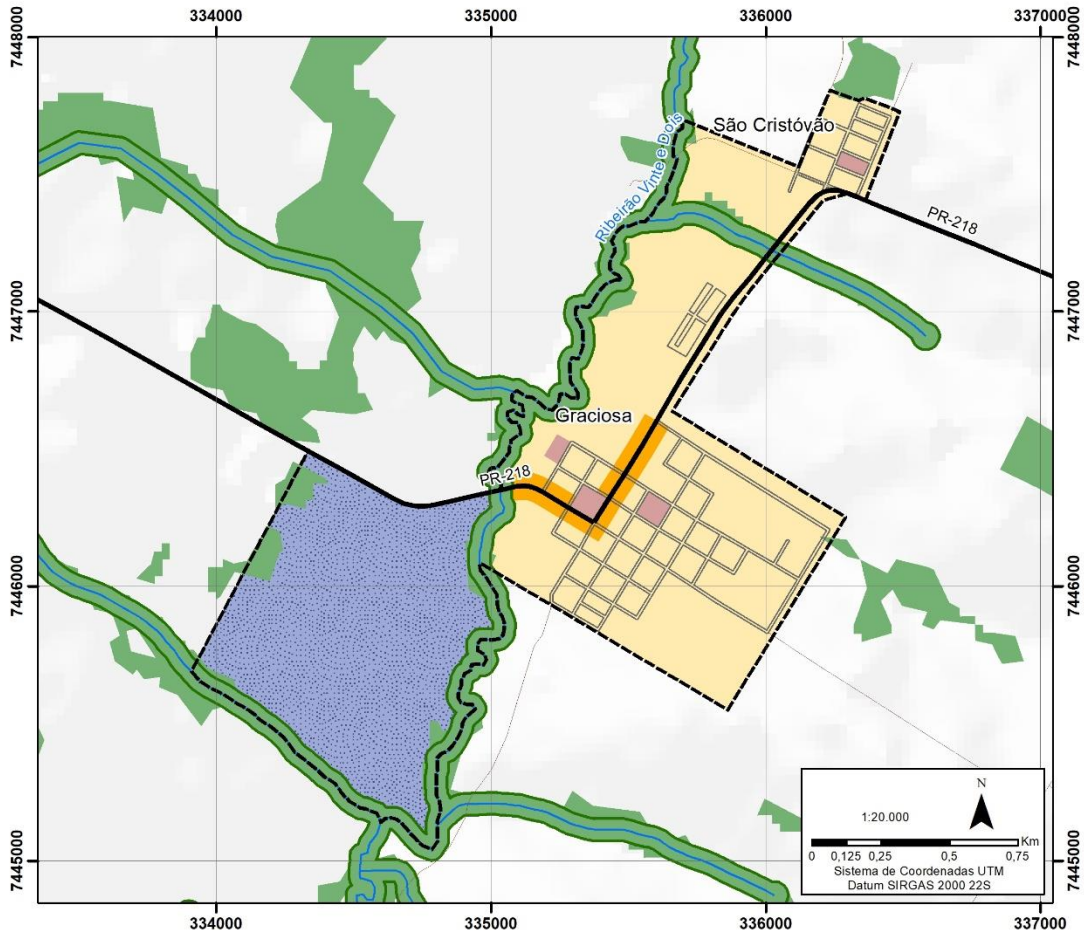 334000
335000
336000
337000
7448000
7448000
São Cristóvão
Ribeirão Vinte e Dois
PR-218
7447000
7447000
Graciosa
PR-218
7446000
7446000
N
1:20.000
Km
0 0,125 0,25 0,5 0,75
Sistema de Coordenadas UTM
Datum SIRGAS 2000 22S
7445000
7445000
334000
335000
336000
337000